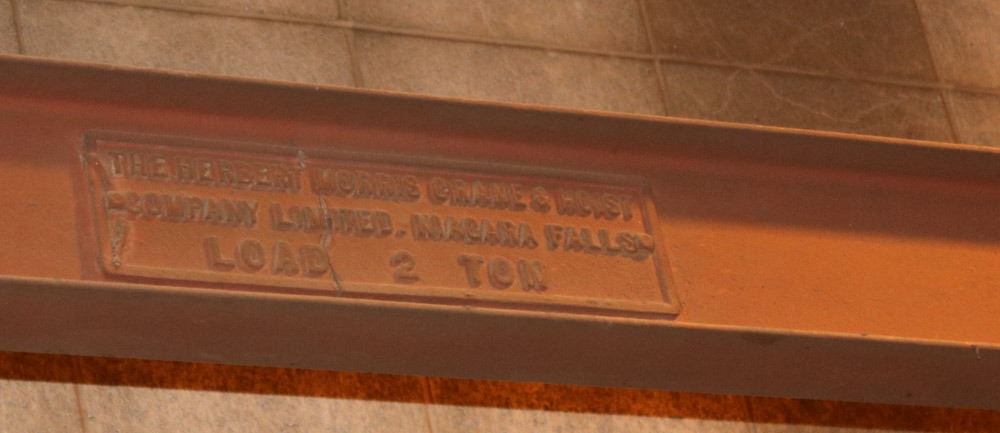 THE HERBERT MORRIS CRANE & HOIST
COMPANY LIMITED. NIAGARA FALLS
LOAD 2 TON